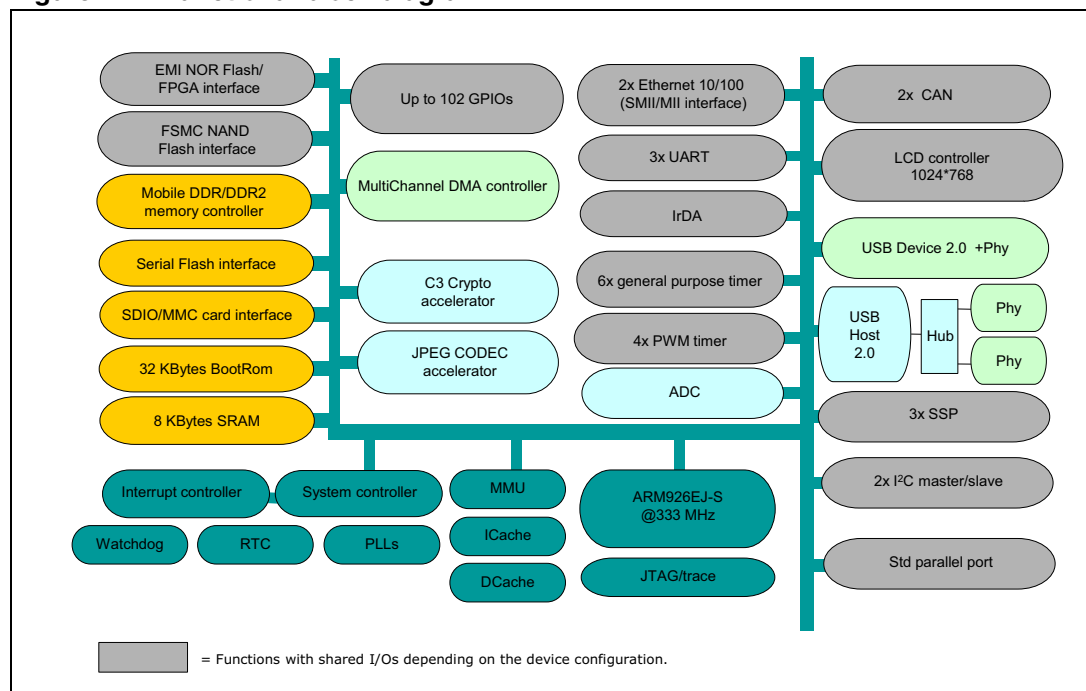 EMI NOR Flash/
FPGA interface
FSMC NAND
Flash interface
Mobile DDR/DDR2
memory controller
Serial Flash interface
SDIO/MMC card interface
32 KBytes BootRom
8 KBytes SRAM
Up to 102 GPIOs
MultiChannel DMA controller
C3 Crypto
accelerator
JPEG CODEC
accelerator
2x Ethernet 10/100
(SMII/MII interface)
3x UART
IrDA
6x general purpose timer
4x PWM timer
ADC
2x CAN
LCD controller
1024*768
USB Device 2.0 +Phy
USB
Host
2.0
Hub
Phy
Phy
3x SSP
2x I²C master/slave
Std parallel port
Interrupt controller
System controller
Watchdog
RTC
PLLs
MMU
ICache
DCache
ARM926EJ-S
@333 MHz
JTAG/trace
= Functions with shared I/Os depending on the device configuration.